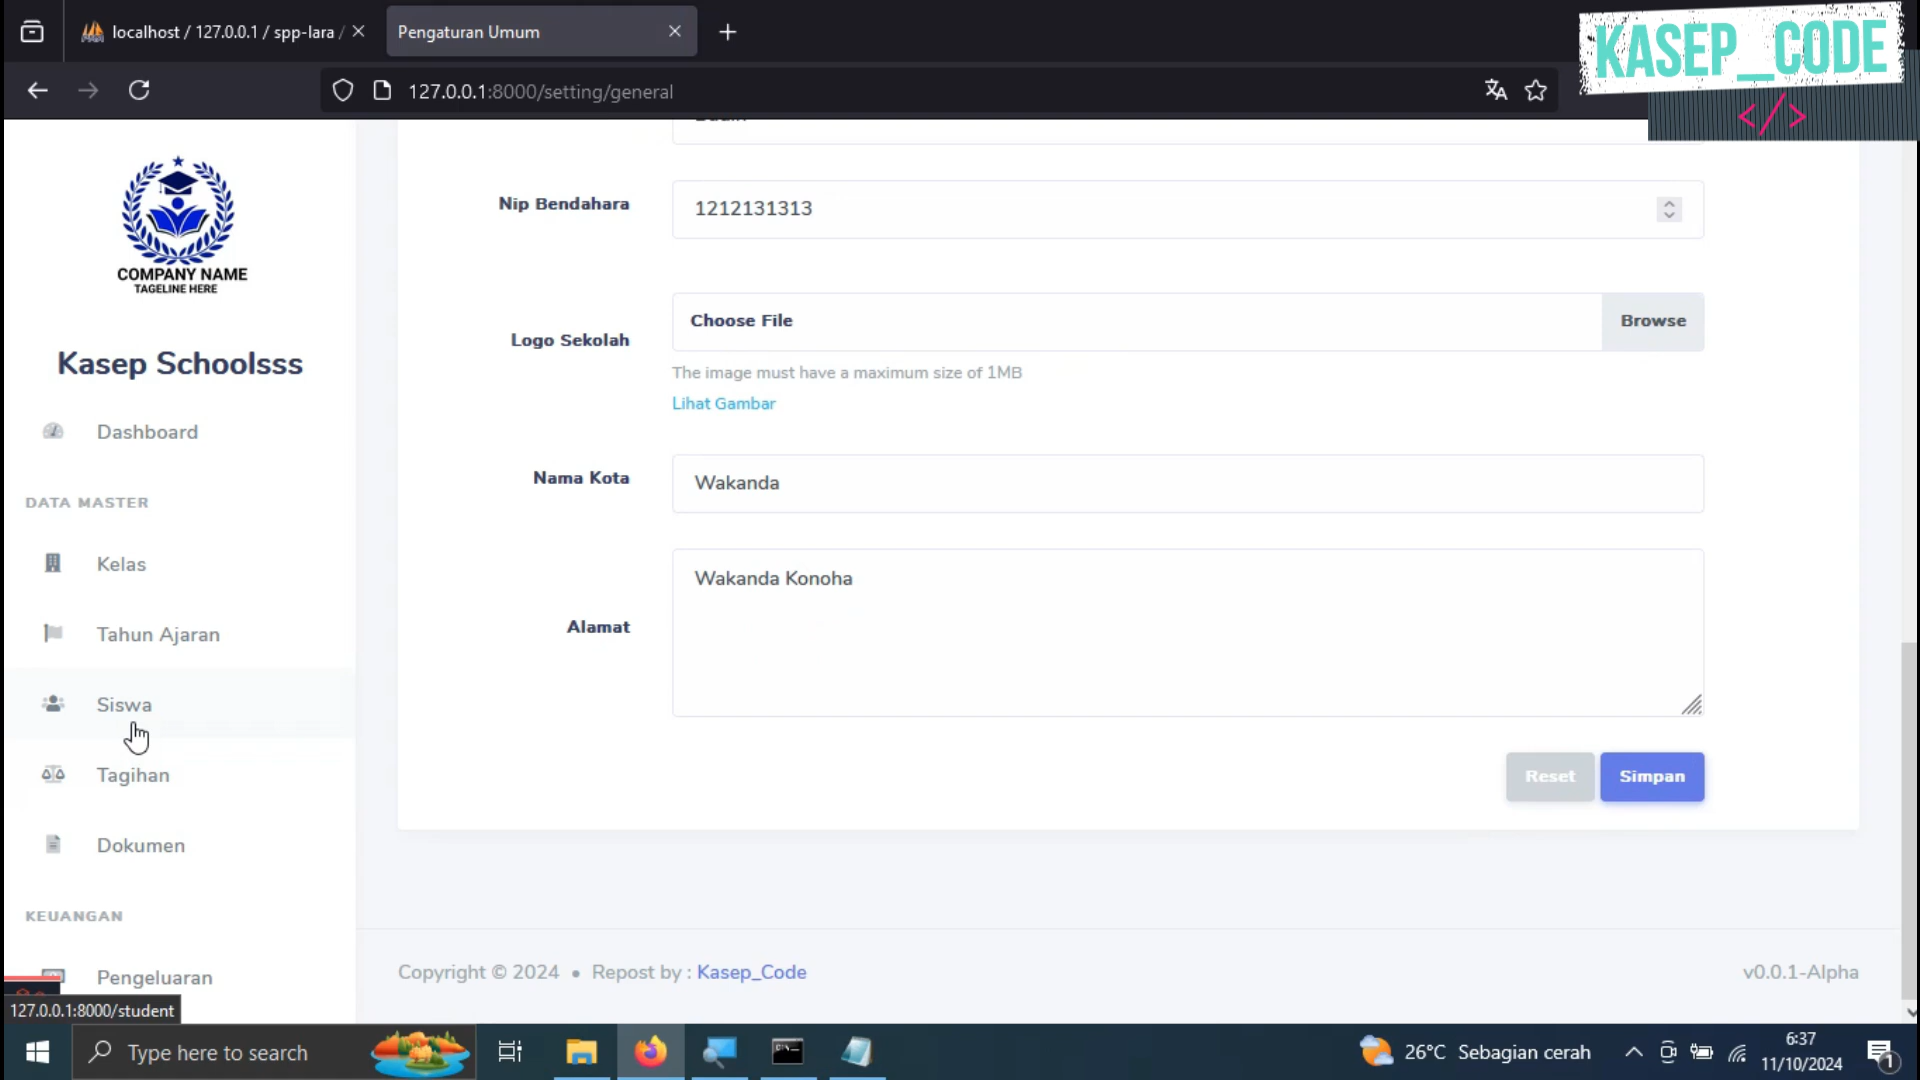 localhost / 127.0.0.1 / spp-lara /
Pengaturan Umum
KASEP_CODE
</>
127.0.0.1:8000/setting/general
COMPANY NAME
TAGELINE HERE
Kasep Schoolsss
Dashboard
DATA MASTER
Kelas
Tahun Ajaran
Siswa
Tagihan
Dokumen
KEUANGAN
Pengeluaran
127.0.0.1:8000/student
Nip Bendahara
1212131313
Logo Sekolah
Choose File
Browse
The image must have a maximum size of 1MB
Lihat Gambar
Nama Kota
Wakanda
Alamat
Wakanda Konoha
Reset
Simpan
Copyright © 2024 • Repost by : Kasep_Code
v0.0.1-Alpha
Type here to search
26°C Sebagian cerah
6:37
11/10/2024
1